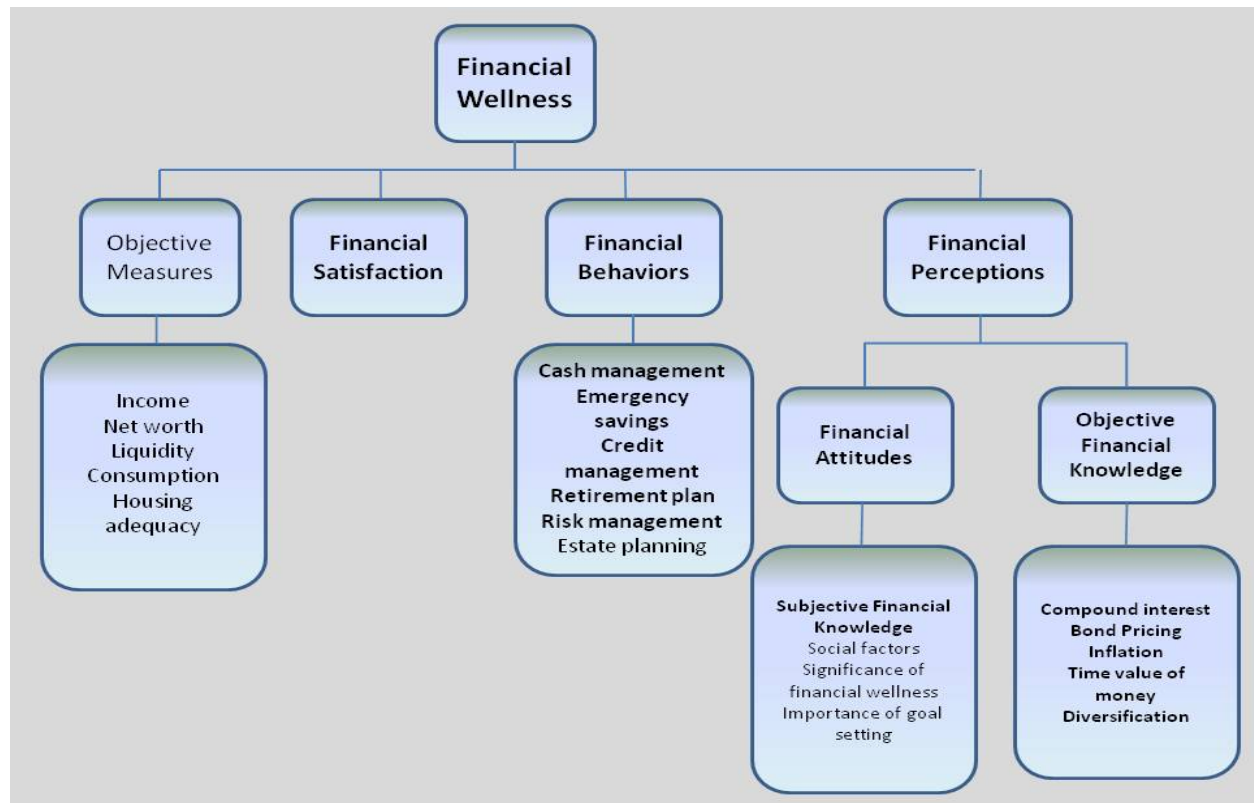 Financial
Wellness
Objective
Measures
Financial
Satisfaction
Financial
Behaviors
Financial
Perceptions
Income
Net worth
Liquidity
Consumption
Housing
adequacy
Cash management
Emergency
savings
Credit
management
Retirement plan
Risk management
Estate planning
Financial
Attitudes
Objective
Financial
Knowledge
Subjective Financial
Knowledge
Social factors
Significance of
financial wellness
Importance of goal
setting
Compound interest
Bond Pricing
Inflation
Time value of
money
Diversification